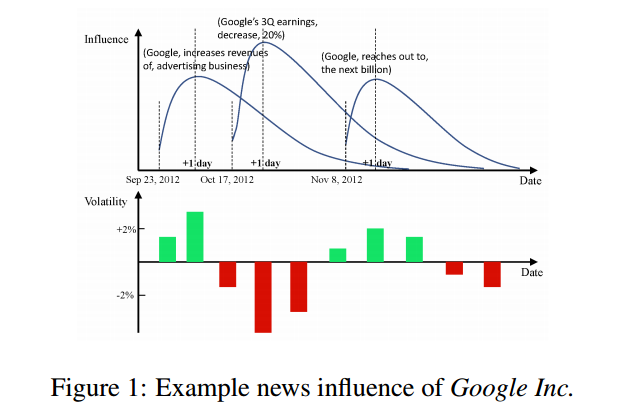 (Google's 3Q earnings,
decrease, 20%)
Influence
(Google, increases revenues
of, advertising business)
(Google, reaches out to,
the next billion)
+1 day
+1 day
+1 day
Sep 23, 2012
Oct 17, 2012
Nov 8, 2012
Date
Volatility
+2%
Date
-2%
Figure 1: Example news influence of Google Inc.